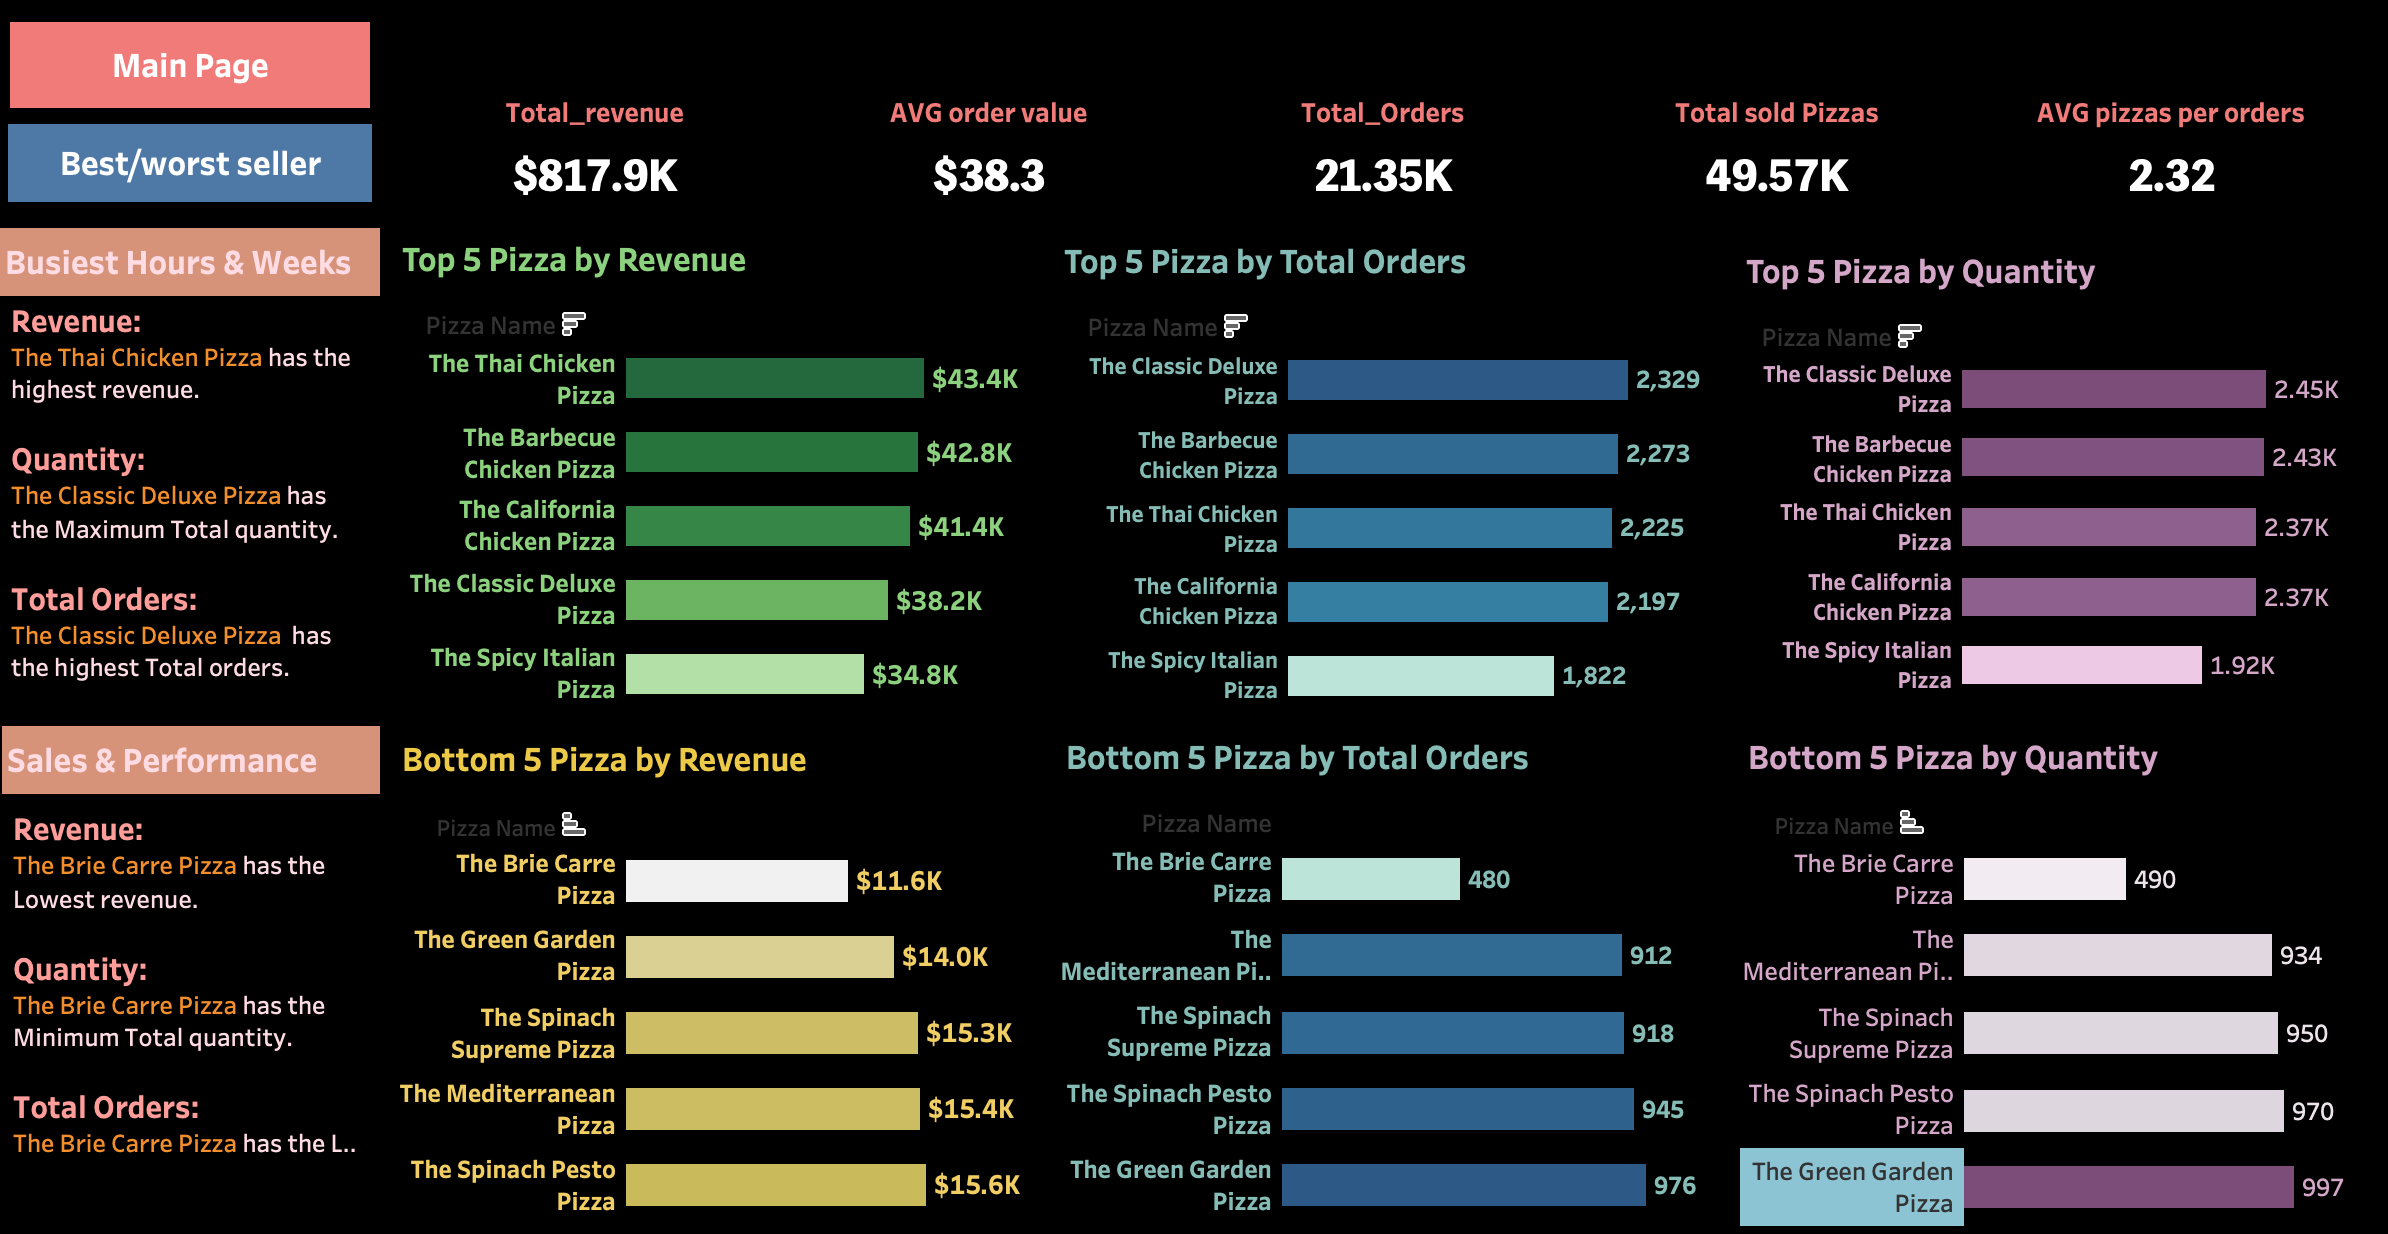 Main Page
Best/worst seller
Total_revenue
$817.9K
AVG order value
$38.3
Total_Orders
21.35K
Total sold Pizzas
49.57K
AVG pizzas per orders
2.32
Busiest Hours & Weeks
Revenue:
The Thai Chicken Pizza has the
highest revenue.
Quantity:
The Classic Deluxe Pizza has
the Maximum Total quantity.
Total Orders:
The Classic Deluxe Pizza has
the highest Total orders.
Sales & Performance
Revenue:
The Brie Carre Pizza has the
Lowest revenue.
Quantity:
The Brie Carre Pizza has the
Minimum Total quantity.
Total Orders:
The Brie Carre Pizza has the L..
Top 5 Pizza by Revenue
Pizza Name
The Thai Chicken
Pizza
$43.4K
The Barbecue
Chicken Pizza
$42.8K
The California
Chicken Pizza
$41.4K
The Classic Deluxe
Pizza
$38.2K
The Spicy Italian
Pizza
$34.8K
Top 5 Pizza by Total Orders
Pizza Name
The Classic Deluxe
Pizza
2,329
The Barbecue
Chicken Pizza
2,273
The Thai Chicken
Pizza
2,225
The California
Chicken Pizza
2,197
The Spicy Italian
Pizza
1,822
Top 5 Pizza by Quantity
Pizza Name
The Classic Deluxe
Pizza
2.45K
The Barbecue
Chicken Pizza
2.43K
The Thai Chicken
Pizza
2.37K
The California
Chicken Pizza
2.37K
The Spicy Italian
Pizza
1.92K
Bottom 5 Pizza by Revenue
Pizza Name
The Brie Carre
Pizza
$11.6K
The Green Garden
Pizza
$14.0K
The Spinach
Supreme Pizza
$15.3K
The Mediterranean
Pizza
$15.4K
The Spinach Pesto
Pizza
$15.6K
Bottom 5 Pizza by Total Orders
Pizza Name
The Brie Carre
Pizza
480
The
Mediterranean Pi..
912
The Spinach
Supreme Pizza
918
The Spinach Pesto
Pizza
945
The Green Garden
Pizza
976
Bottom 5 Pizza by Quantity
Pizza Name
The Brie Carre
Pizza
490
The
Mediterranean Pi..
934
The Spinach
Supreme Pizza
950
The Spinach Pesto
Pizza
970
The Green Garden
Pizza
997